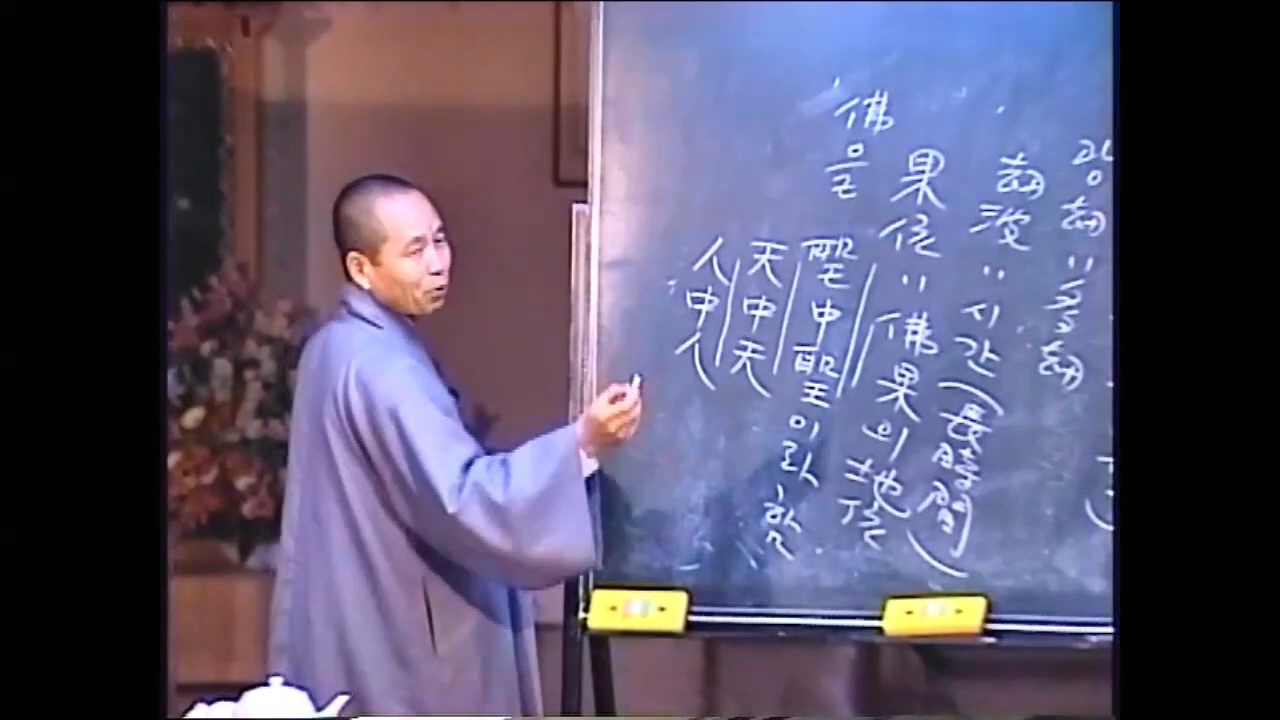 광劫〃多劫
劫波〃시간(長時間)
果位〃佛果의地位
佛은聖中聖이라함
天中天
人中人